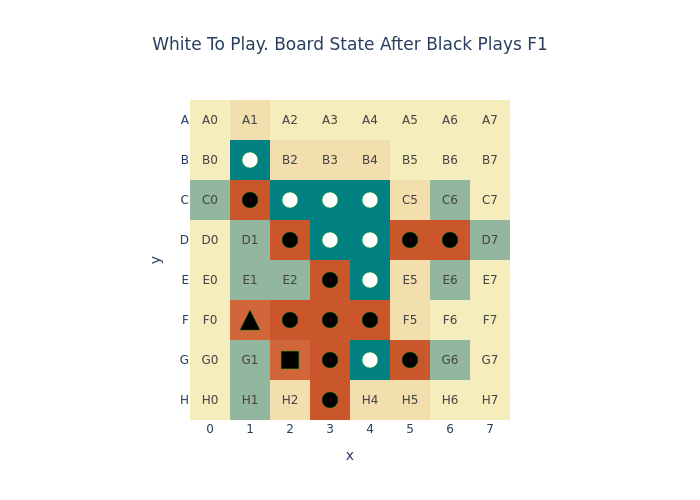 White To Play. Board State After Black Plays F1
A A0 A1 A2 A3 A4 A5 A6 A7
B B0 B2 B3 B4 B5 B6 B7
C C0 C5 C6 C7
D D0 D1 D7
E E0 E1 E2 E5 E6 E7
F F0 F5 F6 F7
G G0 G1 G6 G7
H H0 H1 H2 H4 H5 H6 H7
0 1 2 3 4 5 6 7
x
y